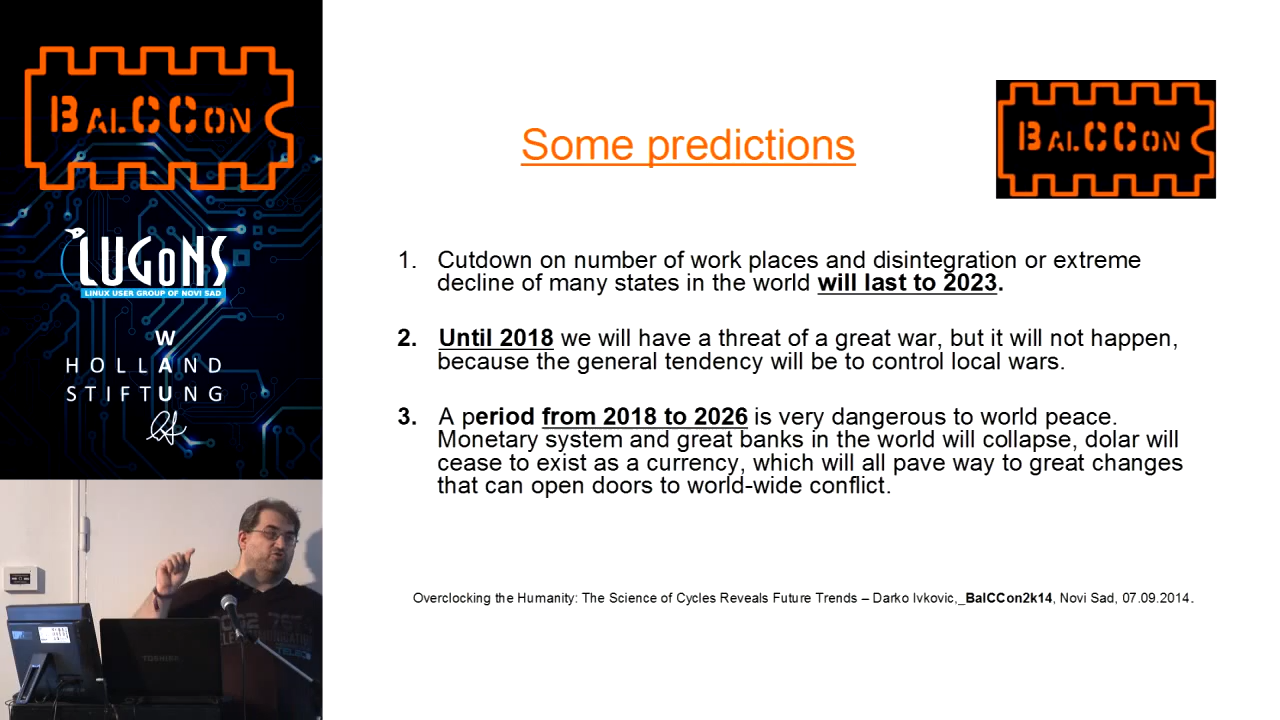 BALCCON
LUGoNS
LINUX USER GROUP OF NOVI SAD
W
HOLLAND
A
STIFTUNG
U
Some predictions
BALCCON
1. Cutdown on number of work places and disintegration or extreme
decline of many states in the world will last to 2023.
2. Until 2018 we will have a threat of a great war, but it will not happen,
because the general tendency will be to control local wars.
3. A period from 2018 to 2026 is very dangerous to world peace.
Monetary system and great banks in the world will collapse, dolar will
cease to exist as a currency, which will all pave way to great changes
that can open doors to world-wide conflict.
Overclocking the Humanity: The Science of Cycles Reveals Future Trends – Darko Ivkovic,_BalCCon2k14, Novi Sad, 07.09.2014.
TOSHIBA